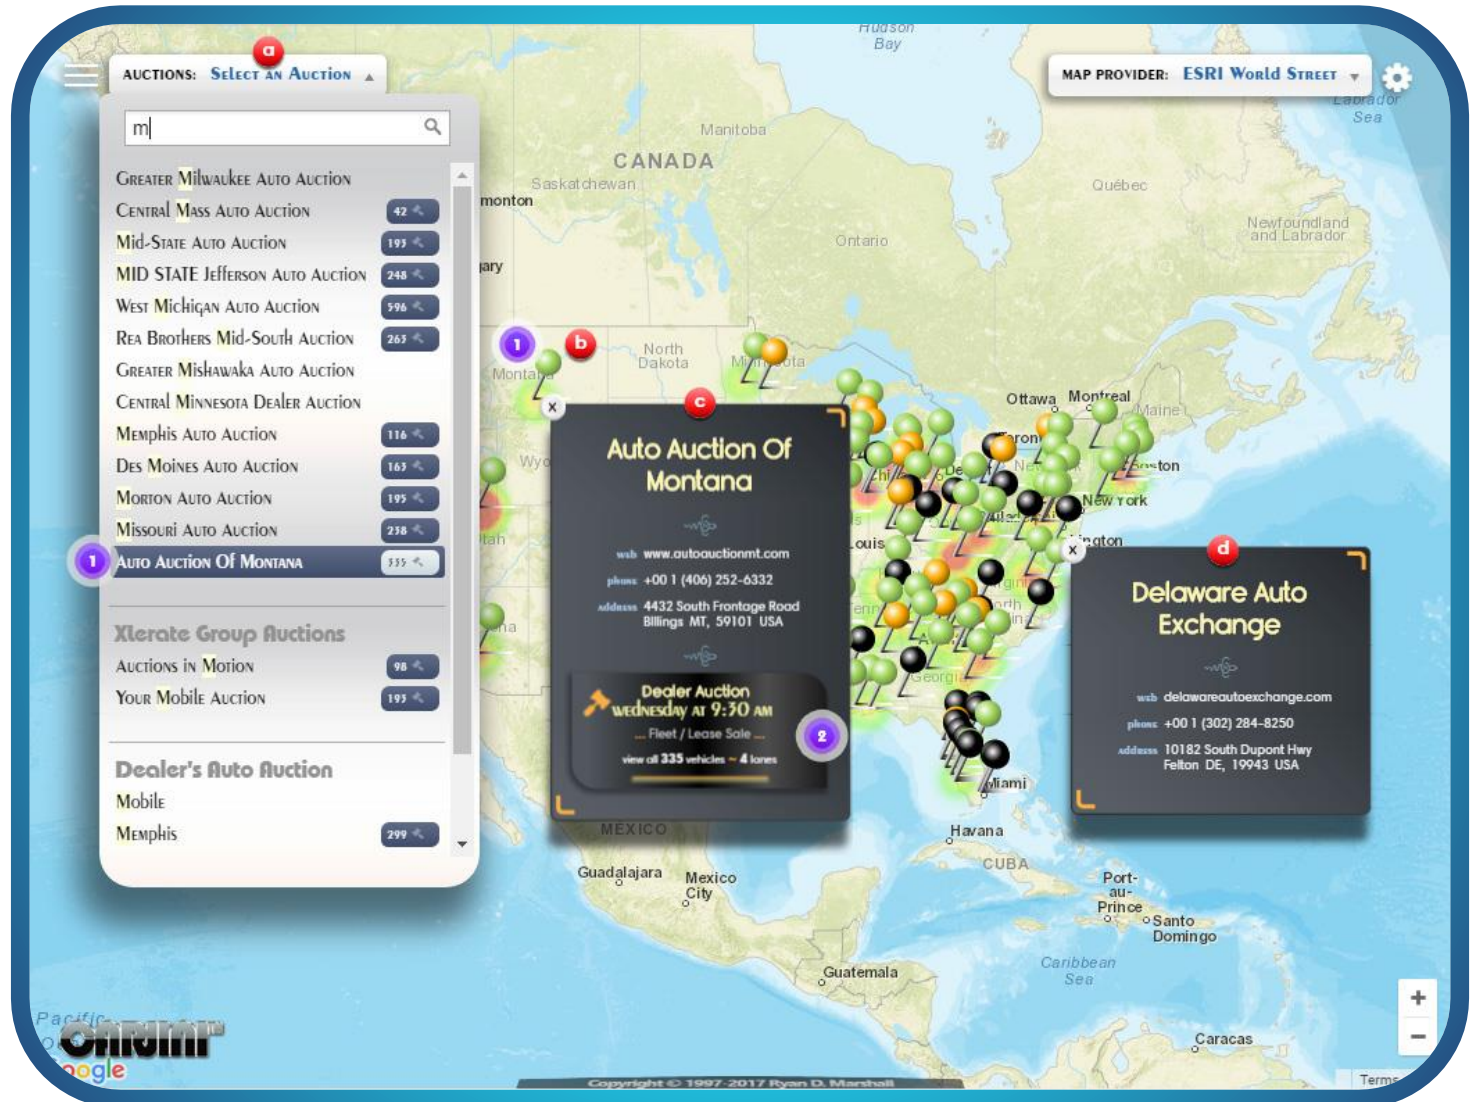 a
AUCTIONS: Select an Auction
MAP PROVIDER: ESRI World Street
m
Greater Milwaukee Auto Auction
Central Mass Auto Auction 42
Mid-State Auto Auction 193
MID STATE Jefferson Auto Auction 248
West Michigan Auto Auction 596
Rea Brothers Mid-South Auction 263
Greater Mishawaka Auto Auction
Central Minnesota Dealer Auction
Memphis Auto Auction 116
Des Moines Auto Auction 163
Morton Auto Auction 195
Missouri Auto Auction 238
1 Auto Auction Of Montana 335
Xlerate Group Auctions
Auctions in Motion 98
Your Mobile Auction 193
Dealer's Auto Auction
Mobile
Memphis 299
Hudson
Bay
Labrador
Sea
Manitoba
CANADA
Saskatchewan
Québec
monton
Newfoundland
and Labrador
Ontario
gary
1 b
North
Dakota
Montana
Ottawa Montreal
Maine
x
c
Auto Auction Of
Montana
web www.autoauctionmt.com
phone +00 1 (406) 252-6332
address 4432 South Frontage Road
Billings MT, 59101 USA
Dealer Auction
Wednesday at 9:30 AM
... Fleet / Lease Sale ...
view all 335 vehicles ~ 4 lanes
2
New York
Louis
Georgia
x
d
Delaware Auto
Exchange
web delawareautoexchange.com
phone +00 1 (302) 284-8250
address 10182 South Dupont Hwy
Felton DE, 19943 USA
Miami
MEXICO
Havana
CUBA
Guadalajara
Mexico
City
Port-
au-
Prince
Santo
Domingo
Guatemala
Caribbean
Sea
Caracas
+
−
Pacific
Google
Copyright © 1997-2017 Ryan D. Marshall
Terms